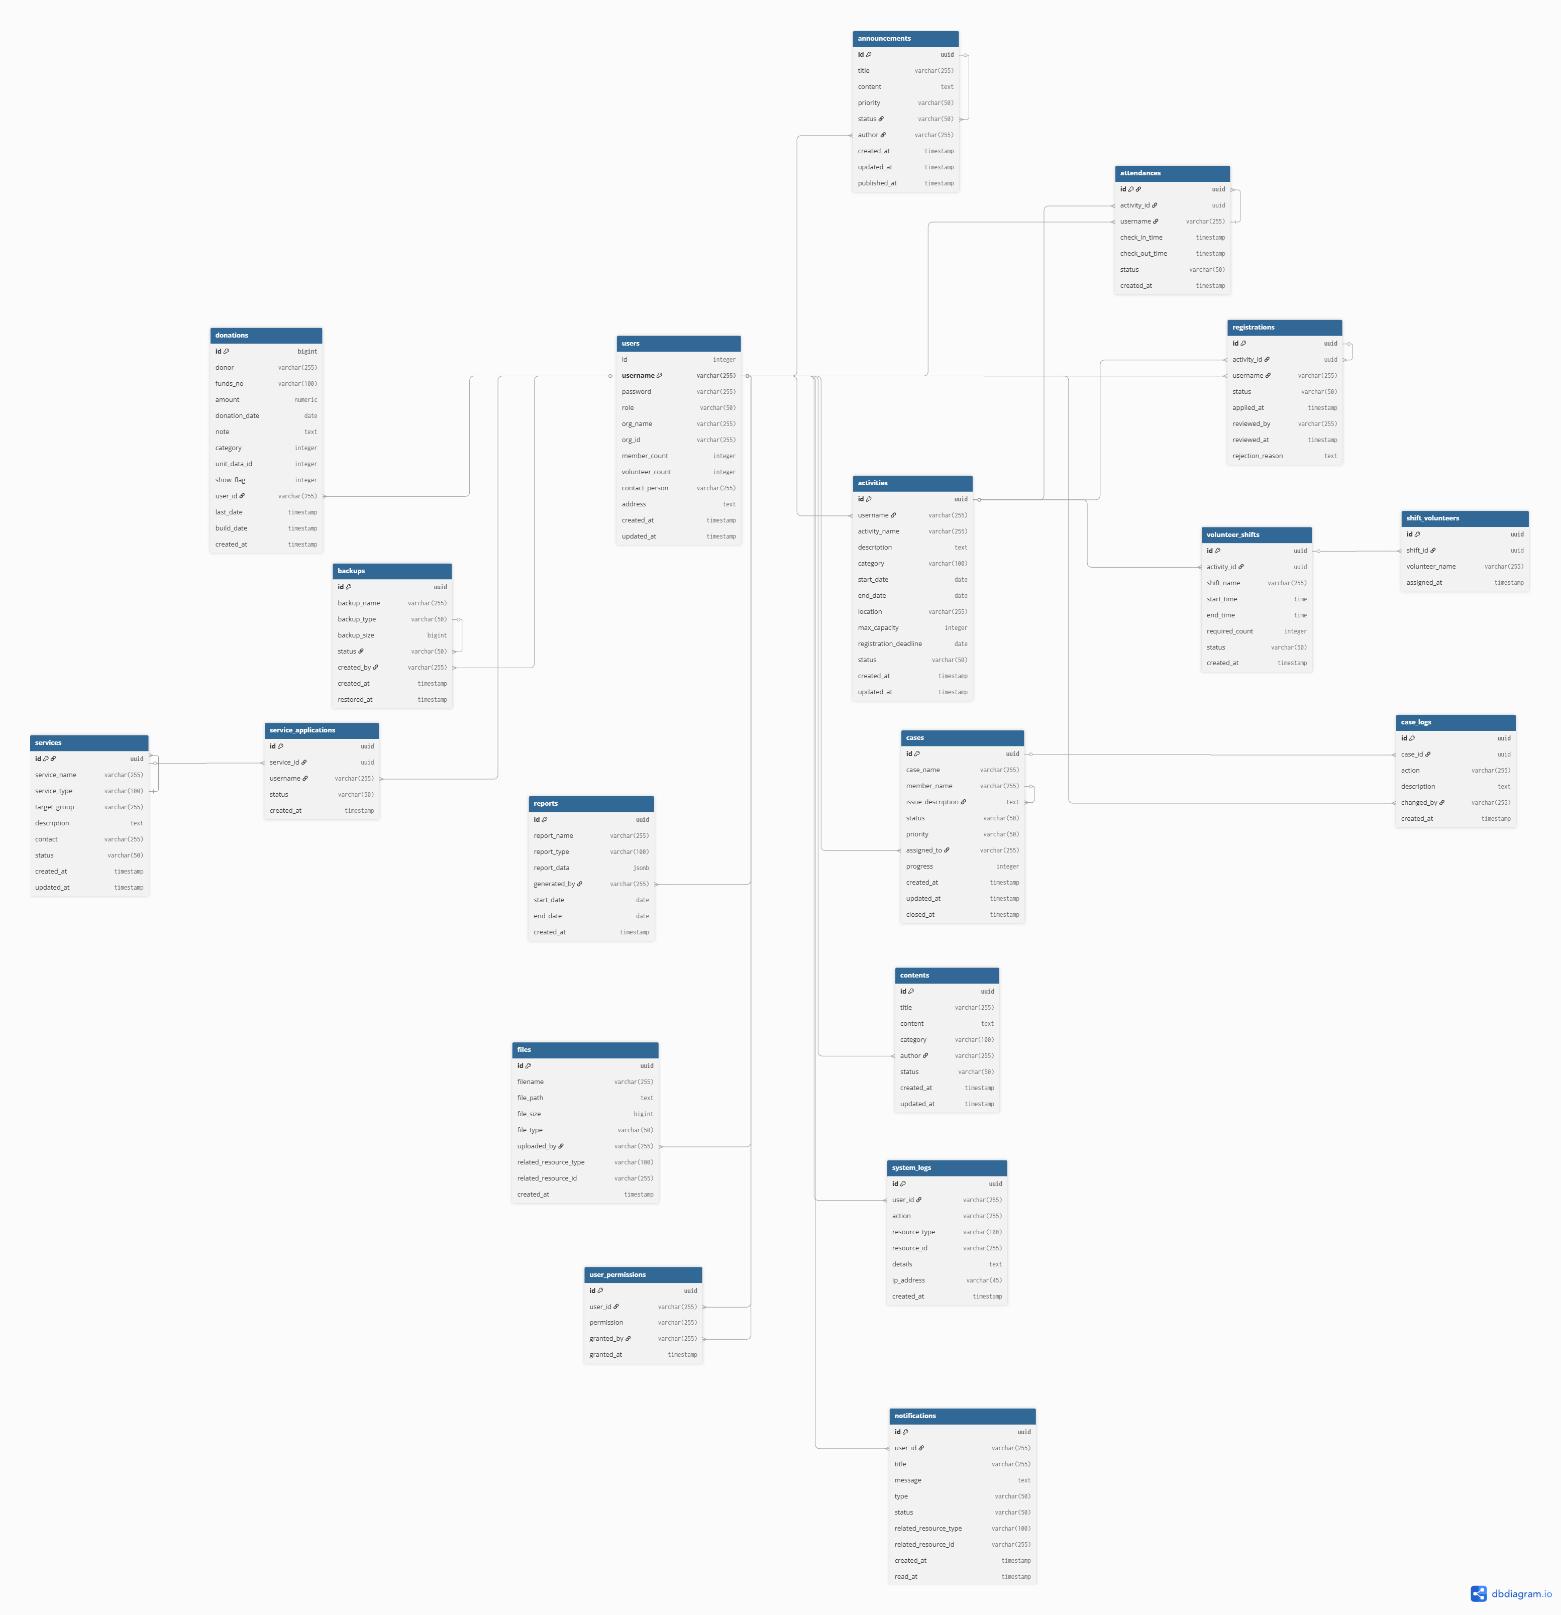 announcements
id uuid
title varchar(255)
content text
priority varchar(50)
status varchar(50)
author varchar(255)
created_at timestamp
updated_at timestamp
published_at timestamp
attendances
id uuid
activity_id uuid
username varchar(255)
check_in_time timestamp
check_out_time timestamp
status varchar(50)
created_at timestamp
registrations
id uuid
activity_id uuid
username varchar(255)
status varchar(50)
applied_at timestamp
reviewed_by varchar(255)
reviewed_at timestamp
rejection_reason text
donations
id bigint
donor varchar(255)
funds_no varchar(100)
amount numeric
donation_date date
note text
category integer
unit_data_id integer
show_flag integer
user_id varchar(255)
last_date timestamp
build_date timestamp
created_at timestamp
users
id integer
username varchar(255)
password varchar(255)
role varchar(50)
org_name varchar(255)
org_id varchar(255)
member_count integer
volunteer_count integer
contact_person varchar(255)
address text
created_at timestamp
updated_at timestamp
activities
id uuid
username varchar(255)
activity_name varchar(255)
description text
category varchar(100)
start_date date
end_date date
location varchar(255)
max_capacity integer
registration_deadline date
status varchar(50)
created_at timestamp
updated_at timestamp
volunteer_shifts
id uuid
activity_id uuid
shift_name varchar(255)
start_time time
end_time time
required_count integer
status varchar(50)
created_at timestamp
shift_volunteers
id uuid
shift_id uuid
volunteer_name varchar(255)
assigned_at timestamp
backups
id uuid
backup_name varchar(255)
backup_type varchar(50)
backup_size bigint
status varchar(50)
created_by varchar(255)
created_at timestamp
restored_at timestamp
services
id uuid
service_name varchar(255)
service_type varchar(100)
target_group varchar(255)
description text
contact varchar(255)
status varchar(50)
created_at timestamp
updated_at timestamp
service_applications
id uuid
service_id uuid
username varchar(255)
status varchar(50)
created_at timestamp
reports
id uuid
report_name varchar(255)
report_type varchar(100)
report_data jsonb
generated_by varchar(255)
start_date date
end_date date
created_at timestamp
cases
id uuid
case_name varchar(255)
member_name varchar(255)
issue_description text
status varchar(50)
priority varchar(50)
assigned_to varchar(255)
progress integer
created_at timestamp
updated_at timestamp
closed_at timestamp
case_logs
id uuid
case_id uuid
action varchar(255)
description text
changed_by varchar(255)
created_at timestamp
contents
id uuid
title varchar(255)
content text
category varchar(100)
author varchar(255)
status varchar(50)
created_at timestamp
updated_at timestamp
files
id uuid
filename varchar(255)
file_path text
file_size bigint
file_type varchar(50)
uploaded_by varchar(255)
related_resource_type varchar(100)
related_resource_id varchar(255)
created_at timestamp
system_logs
id uuid
user_id varchar(255)
action varchar(255)
resource_type varchar(100)
resource_id varchar(255)
details text
ip_address varchar(45)
created_at timestamp
user_permissions
id uuid
user_id varchar(255)
permission varchar(255)
granted_by varchar(255)
granted_at timestamp
notifications
id uuid
user_id varchar(255)
title varchar(255)
message text
type varchar(50)
status varchar(50)
related_resource_type varchar(100)
related_resource_id varchar(255)
created_at timestamp
read_at timestamp
dbdiagram.io